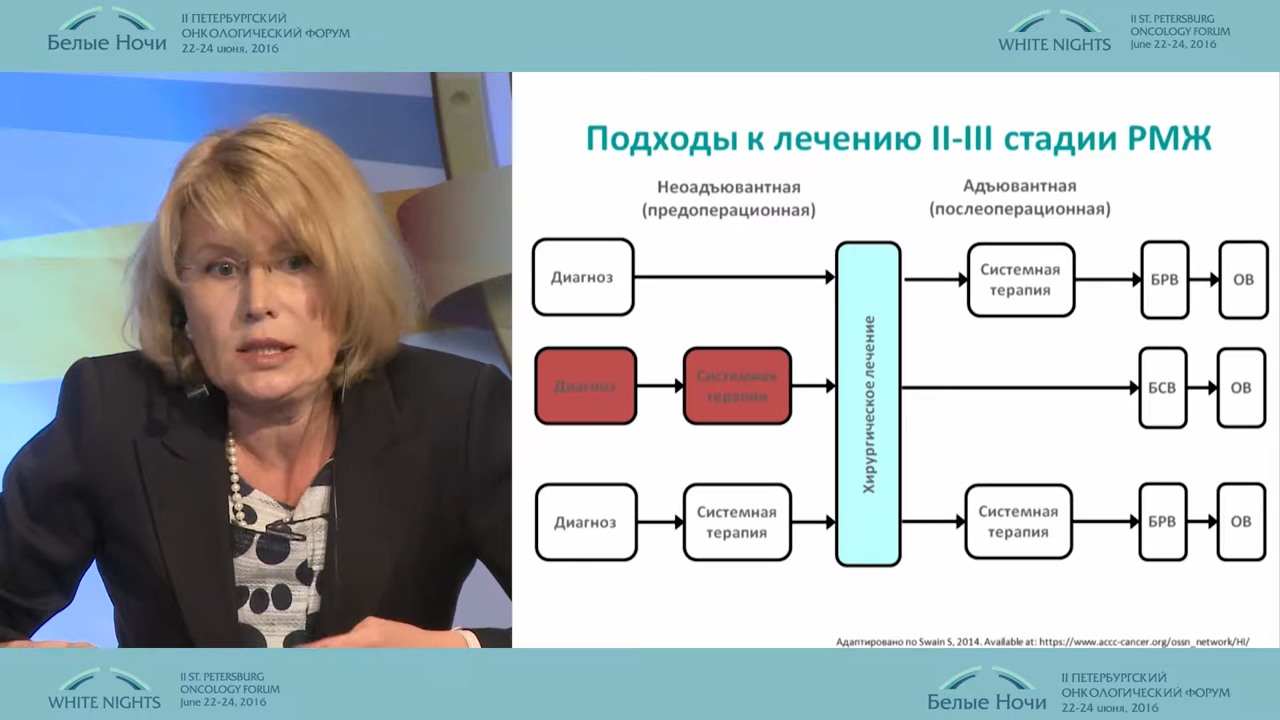 Белые Ночи
II ПЕТЕРБУРГСКИЙ
ОНКОЛОГИЧЕСКИЙ ФОРУМ
22-24 июня, 2016
WHITE NIGHTS
II ST. PETERSBURG
ONCOLOGY FORUM
June 22-24, 2016
Подходы к лечению II-III стадии РМЖ
Неоадъювантная
(предоперационная)
Адъювантная
(послеоперационная)
Диагноз
Хирургическое лечение
Системная
терапия
БРВ
ОВ
Диагноз
Системная
терапия
БСВ
ОВ
Диагноз
Системная
терапия
Системная
терапия
БРВ
ОВ
Адаптировано по Swain S, 2014. Available at: https://www.accc-cancer.org/ossn_network/HI/
WHITE NIGHTS
II ST. PETERSBURG
ONCOLOGY FORUM
June 22-24, 2016
Белые Ночи
II ПЕТЕРБУРГСКИЙ
ОНКОЛОГИЧЕСКИЙ ФОРУМ
22-24 июня, 2016